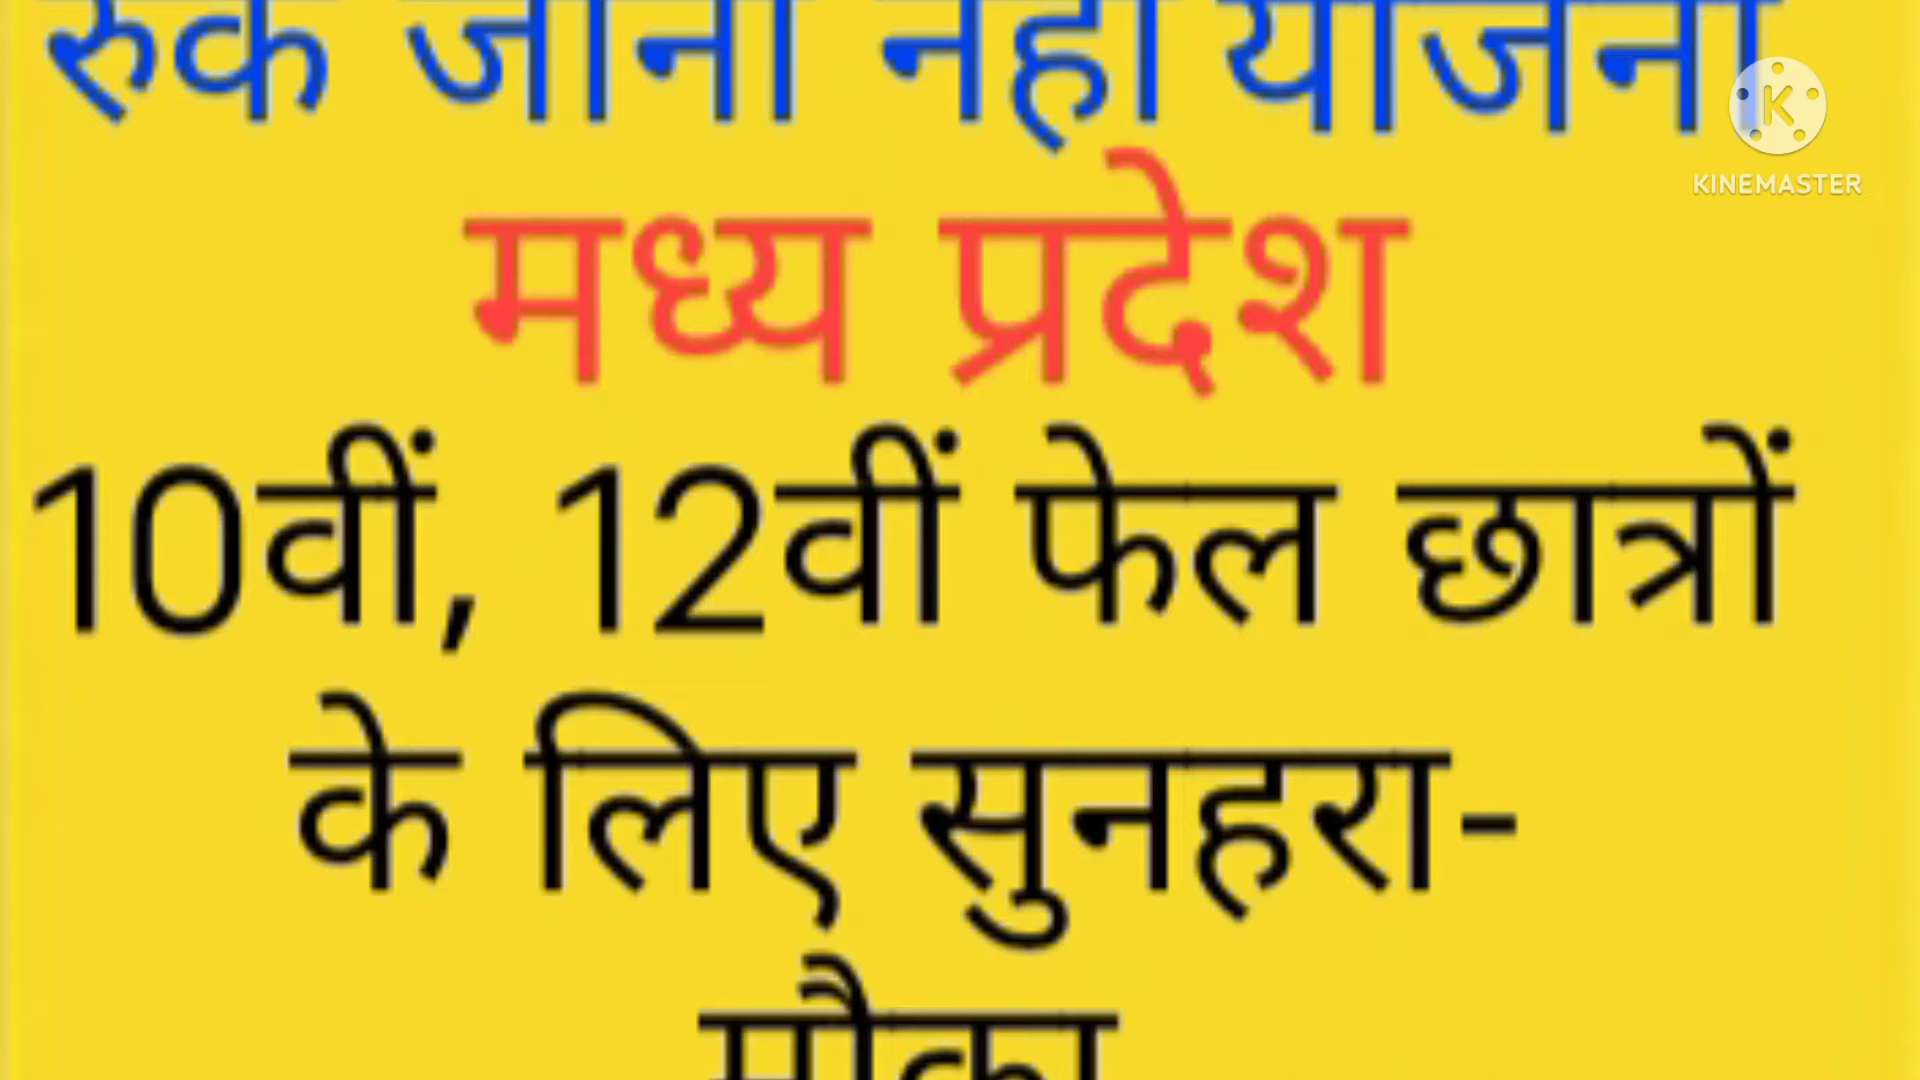 रुक जाना नहीं योजना
मध्य प्रदेश
10वीं, 12वीं फेल छात्रों
के लिए सुनहरा-
मौका
KINEMASTER